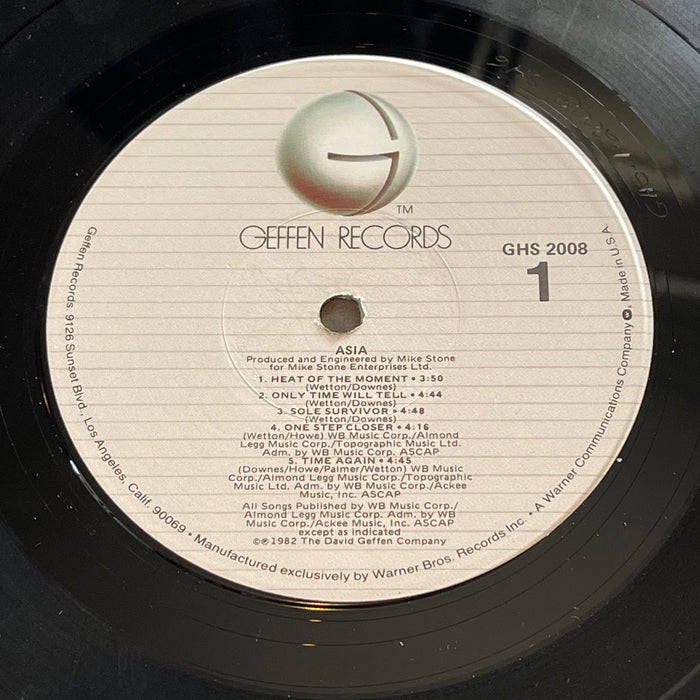 TM
GEFFEN RECORDS
GHS 2008
1
ASIA
Produced and Engineered by Mike Stone
for Mike Stone Enterprises Ltd.
1. HEAT OF THE MOMENT • 3:50
(Wetton/Downes)
2. ONLY TIME WILL TELL • 4:44
(Wetton/Downes)
3. SOLE SURVIVOR • 4:48
(Wetton/Downes)
4. ONE STEP CLOSER • 4:16
(Wetton/Howe) WB Music Corp./Almond
Legg Music Corp./Topographic Music Ltd.
Adm. by WB Music Corp. ASCAP
5. TIME AGAIN • 4:45
(Downes/Howe/Palmer/Wetton) WB Music
Corp./Almond Legg Music Corp./Topographic
Music Ltd. Adm. by WB Music Corp./Ackee
Music, Inc. ASCAP
All Songs Published by WB Music Corp./
Almond Legg Music Corp. Adm. by WB
Music Corp./Ackee Music, Inc. ASCAP
except as indicated
©℗1982 The David Geffen Company
Geffen Records, 9126 Sunset Blvd., Los Angeles, Calif. 90069 • Manufactured exclusively by Warner Bros. Records Inc. • A Warner Communications Company, Made in U.S.A.